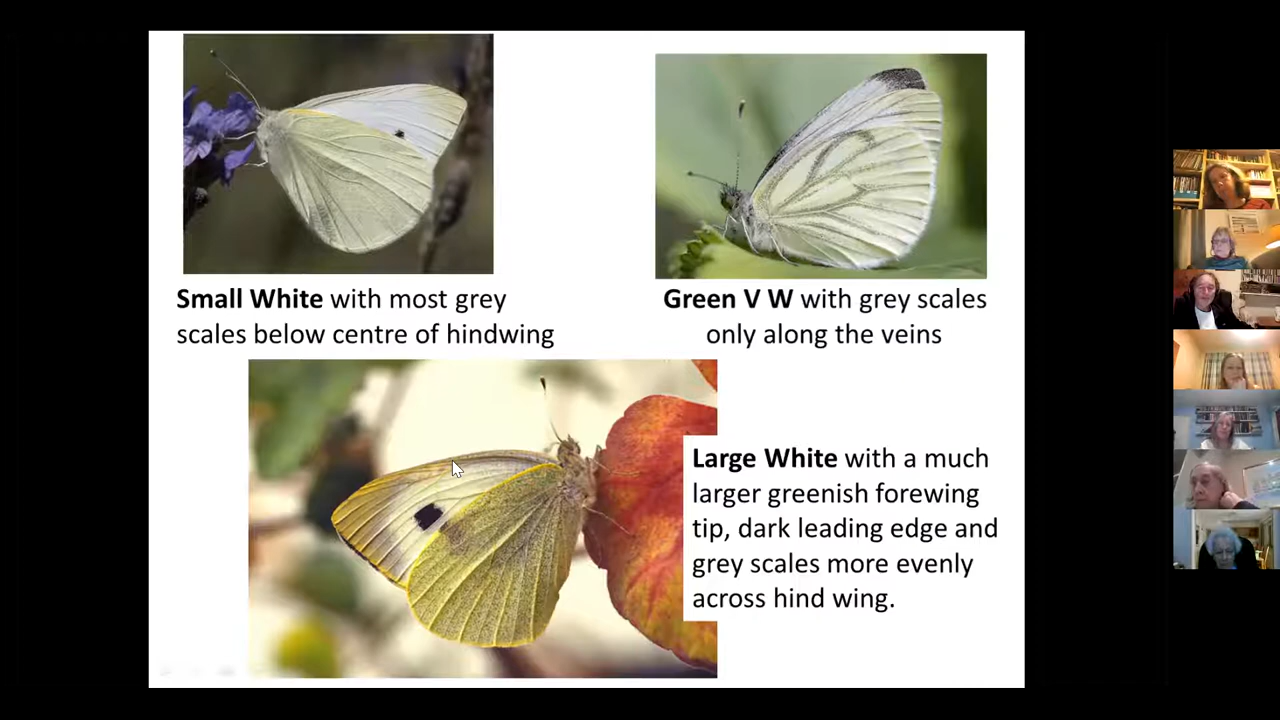 Small White with most grey
scales below centre of hindwing
Green V W with grey scales
only along the veins
Large White with a much
larger greenish forewing
tip, dark leading edge and
grey scales more evenly
across hind wing.